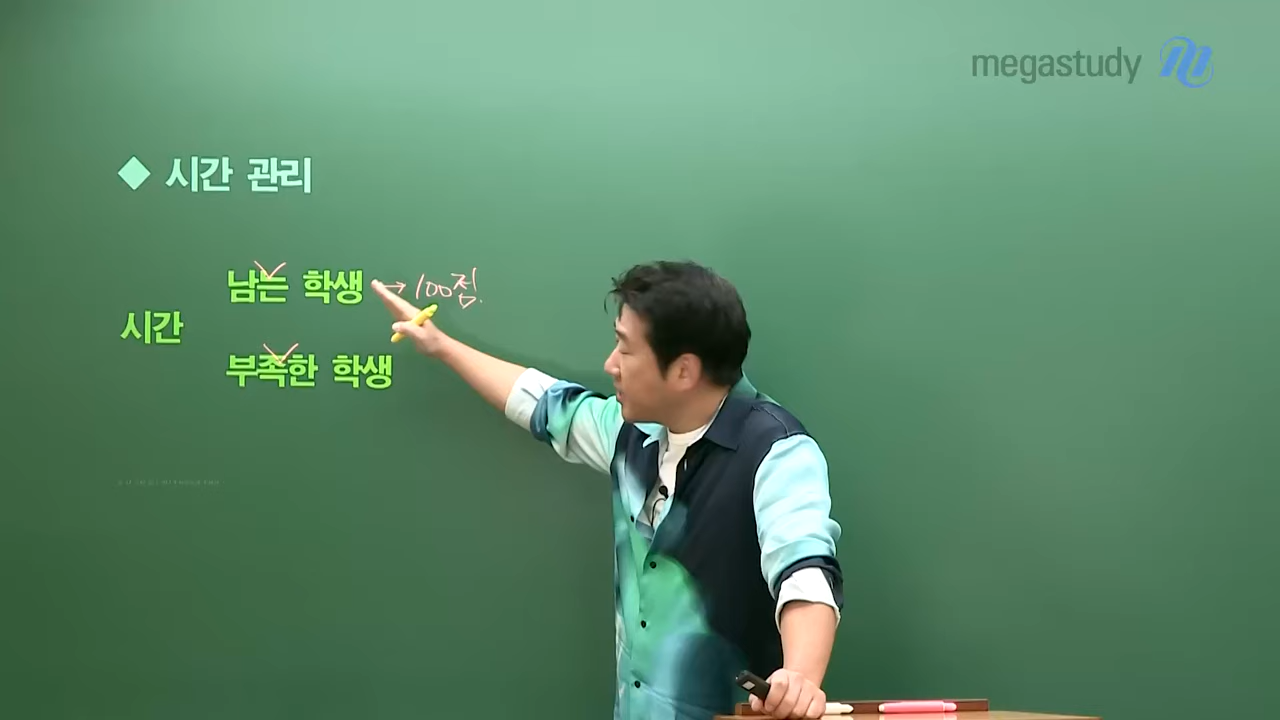 megastudy
◆ 시간 관리
남는 학생 → 100점.
시간
부족한 학생